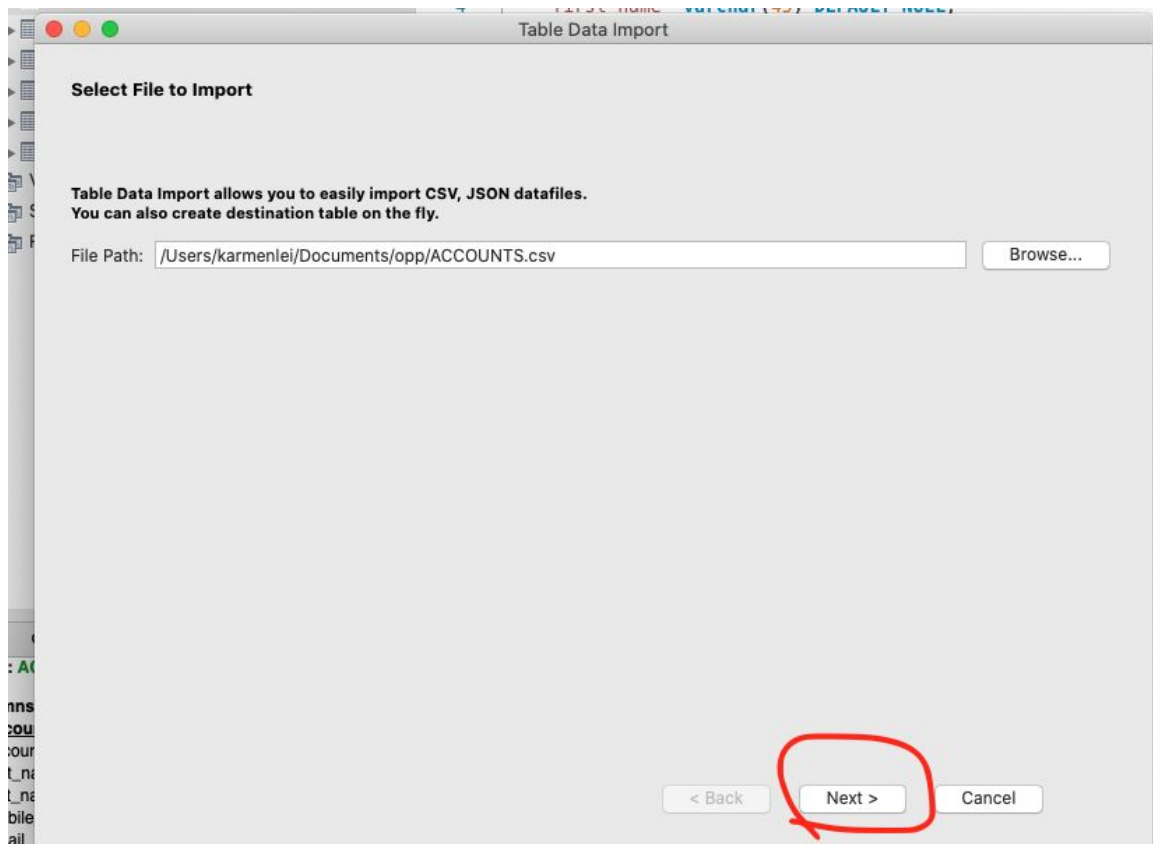 Table Data Import
Select File to Import
Table Data Import allows you to easily import CSV, JSON datafiles.
You can also create destination table on the fly.
File Path: /Users/karmenlei/Documents/opp/ACCOUNTS.csv Browse...
: AC
< Back Next > Cancel